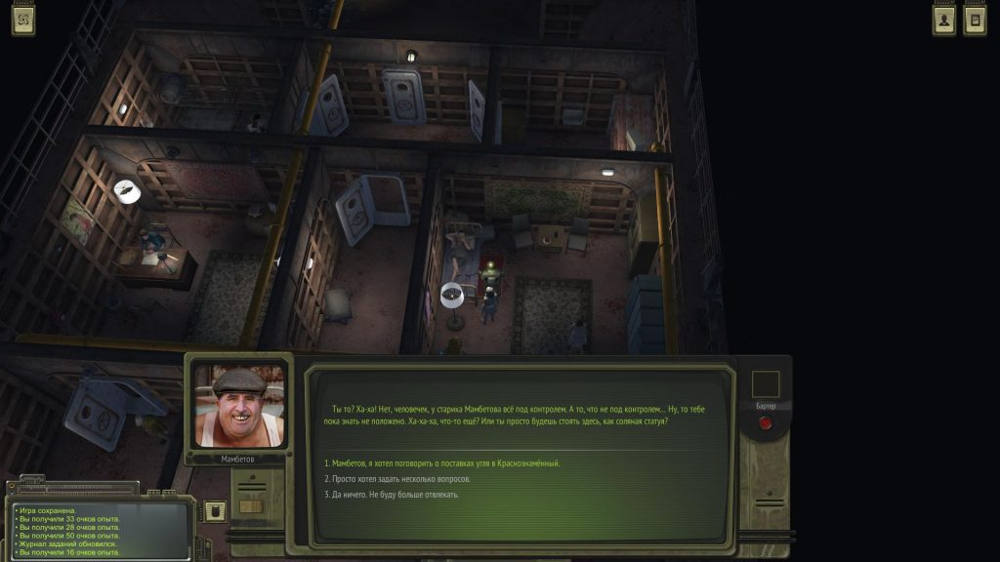 Ты то? Ха-ха! Нет, человечек, у старика Мамбетова всё под контролем. А то, что не под контролем... Ну, то тебе
пока знать не положено. Ха-ха-ха, что-то ещё? Или ты просто будешь стоять здесь, как соляная статуя?
Бартер
Мамбетов
1. Мамбетов, я хотел поговорить о поставках угля в Краснознамённый.
2. Просто хотел задать несколько вопросов.
3. Да ничего. Не буду больше отвлекать.
• Игра сохранена.
• Вы получили 33 очков опыта.
• Вы получили 28 очков опыта.
• Вы получили 50 очков опыта.
• Журнал заданий обновился.
• Вы получили 16 очков опыта.